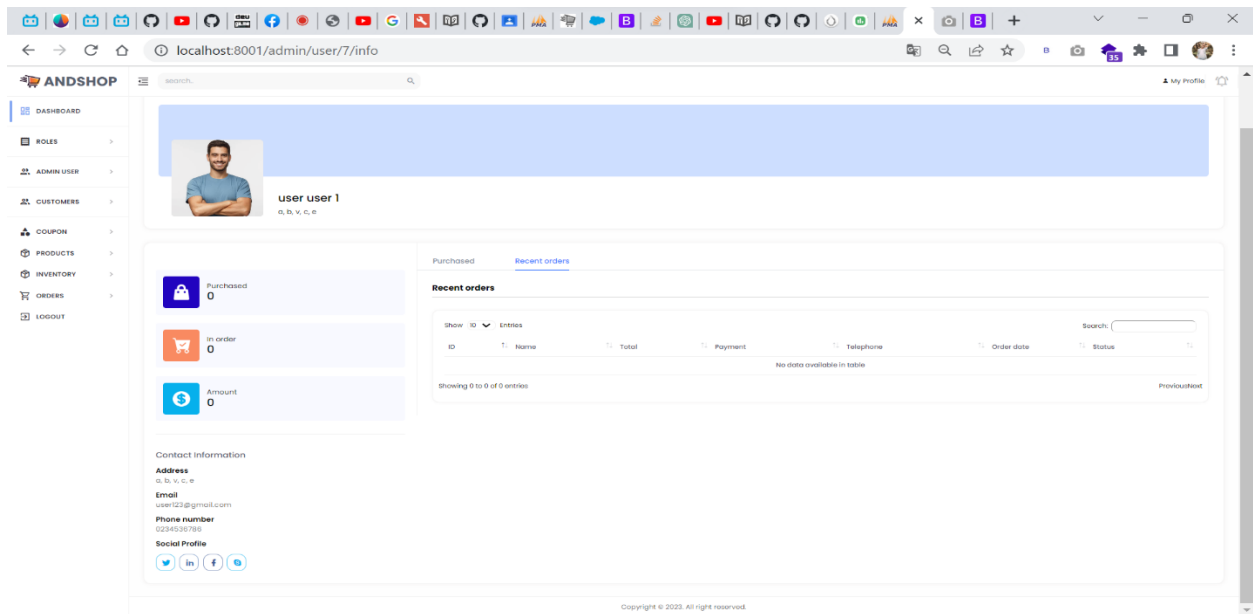 localhost:8001/admin/user/7/info
35
ANDSHOP
search..
My Profile
DASHBOARD
ROLES
ADMIN USER
CUSTOMERS
COUPON
PRODUCTS
INVENTORY
ORDERS
LOGOUT
user user 1
a, b, v, c, e
Purchased
0
In order
0
Amount
0
Contact Information
Address
a, b, v, c, e
Email
user123@gmail.com
Phone number
0234536786
Social Profile
Purchased Recent orders
Recent orders
Show 10 Entries Search:
ID Name Total Payment Telephone Order date Status
No data available in table
Showing 0 to 0 of 0 entries PreviousNext
Copyright © 2023. All right reserved.